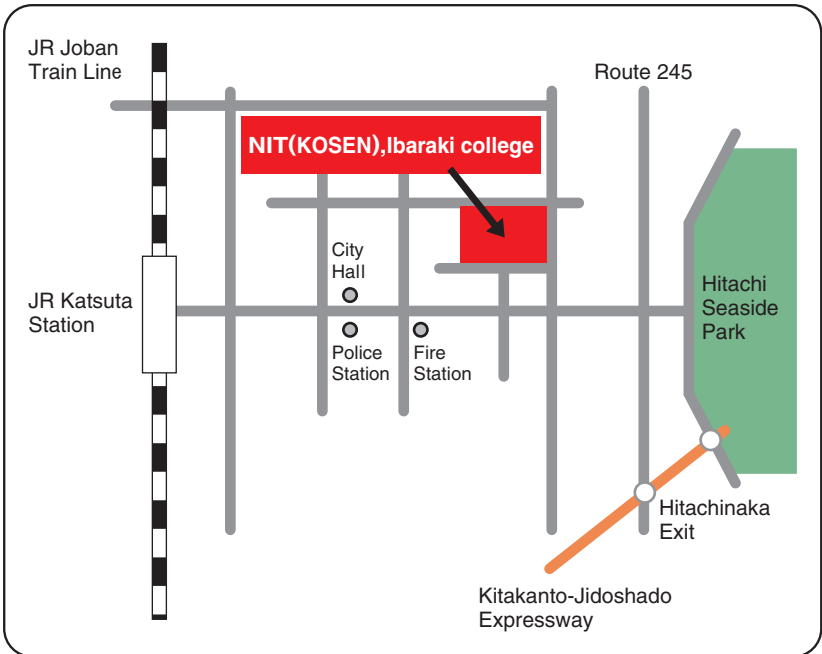 JR Joban
Train Line
Route 245
NIT(KOSEN),Ibaraki college
City
Hall
JR Katsuta
Station
Hitachi
Seaside
Park
Police
Station
Fire
Station
Hitachinaka
Exit
Kitakanto-Jidoshado
Expressway